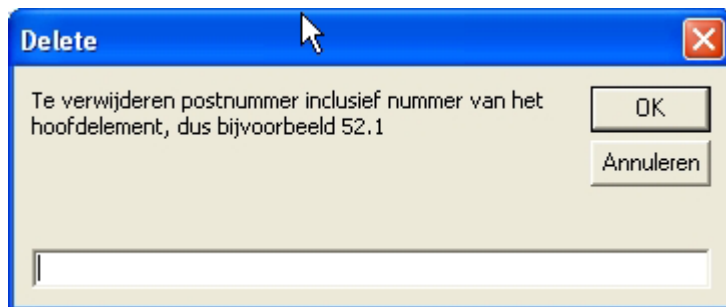 Delete
Te verwijderen postnummer inclusief nummer van het
hoofdelement, dus bijvoorbeeld 52.1
OK
Annuleren